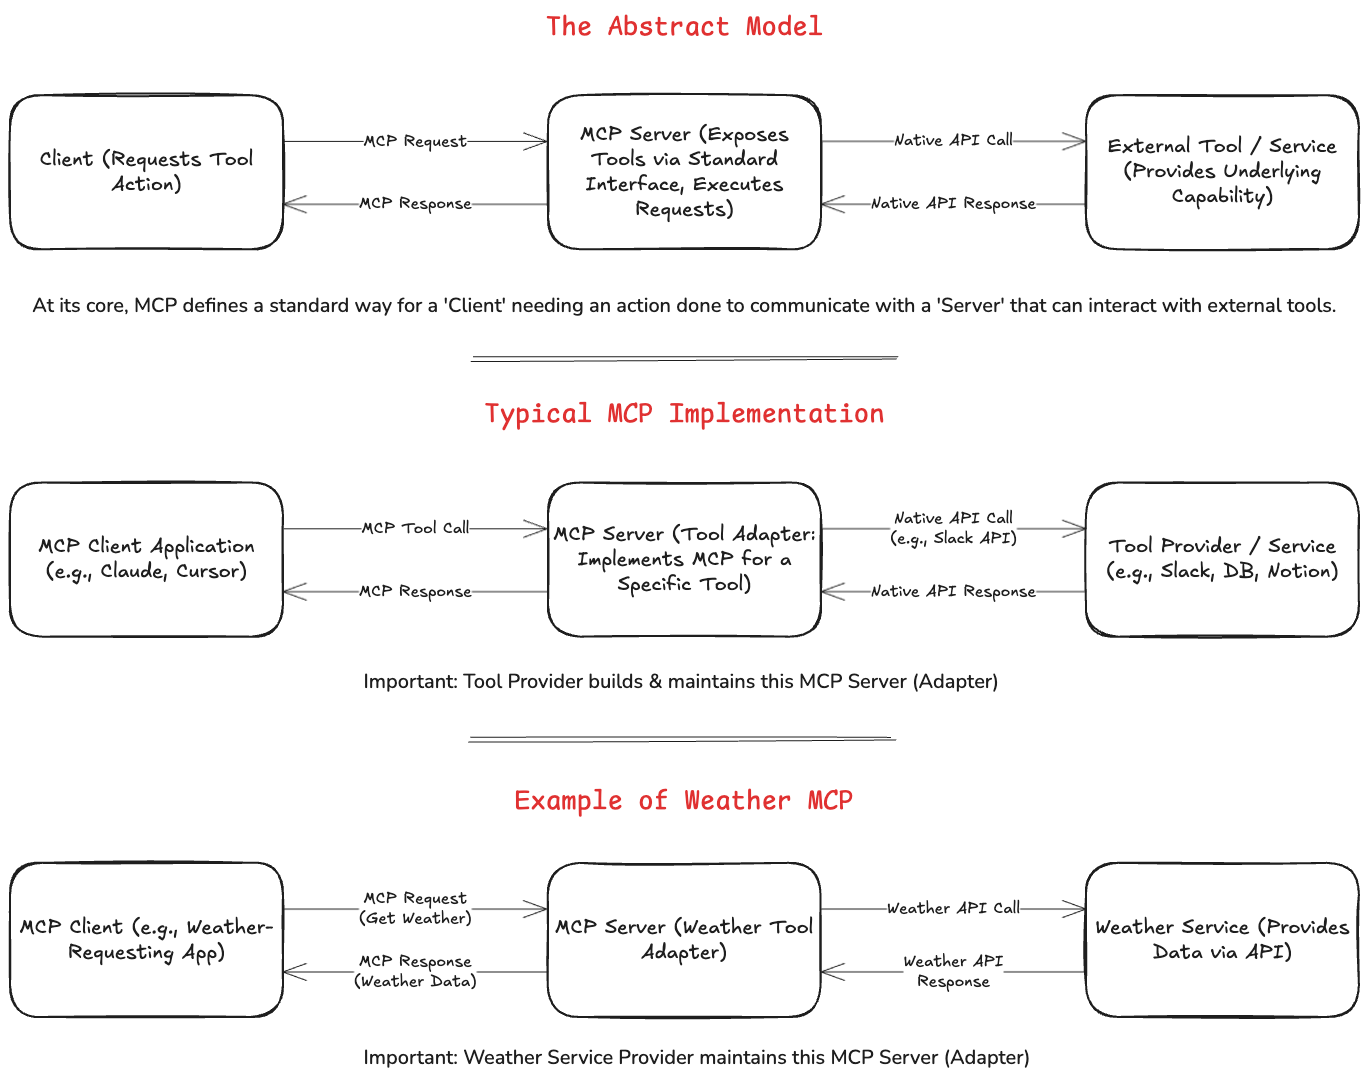 The Abstract Model
Client (Requests Tool
Action)
MCP Request
MCP Response
MCP Server (Exposes
Tools via Standard
Interface, Executes
Requests)
Native API Call
Native API Response
External Tool / Service
(Provides Underlying
Capability)
At its core, MCP defines a standard way for a 'Client' needing an action done to communicate with a 'Server' that can interact with external tools.
Typical MCP Implementation
MCP Client Application
(e.g., Claude, Cursor)
MCP Tool Call
MCP Response
MCP Server (Tool Adapter:
Implements MCP for a
Specific Tool)
Native API Call
(e.g., Slack API)
Native API Response
Tool Provider / Service
(e.g., Slack, DB, Notion)
Important: Tool Provider builds & maintains this MCP Server (Adapter)
Example of Weather MCP
MCP Client (e.g., Weather-
Requesting App)
MCP Request
(Get Weather)
MCP Response
(Weather Data)
MCP Server (Weather Tool
Adapter)
Weather API Call
Weather API
Response
Weather Service (Provides
Data via API)
Important: Weather Service Provider maintains this MCP Server (Adapter)